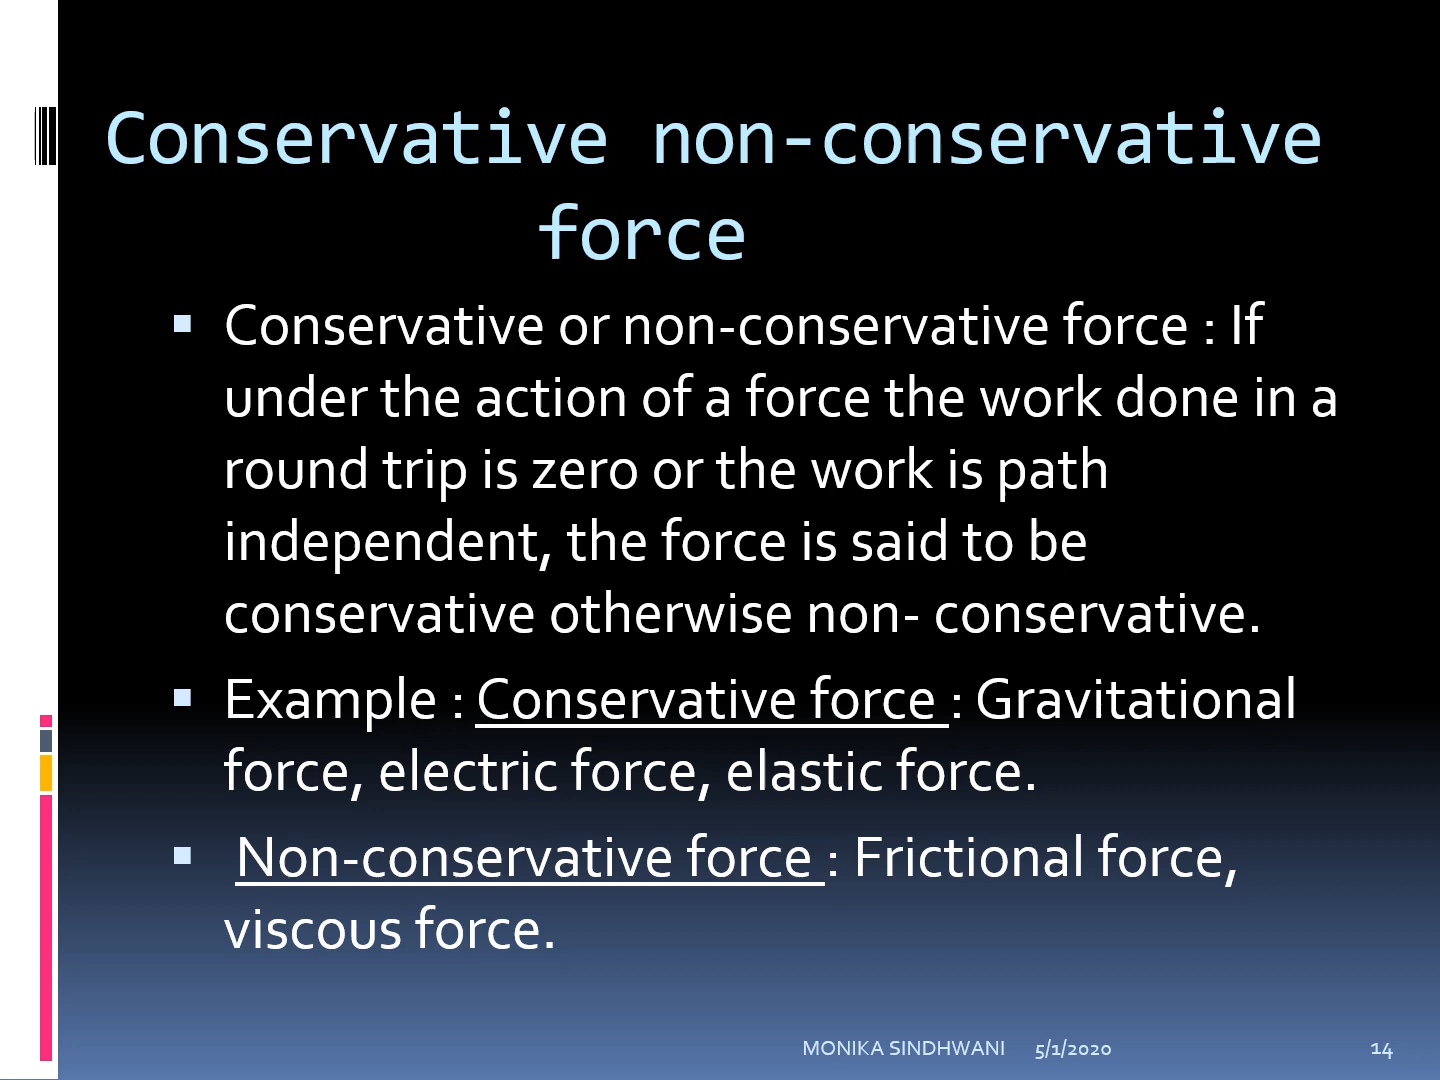 Conservative non-conservative
force
▪ Conservative or non-conservative force : If
under the action of a force the work done in a
round trip is zero or the work is path
independent, the force is said to be
conservative otherwise non- conservative.
▪ Example : Conservative force : Gravitational
force, electric force, elastic force.
▪ Non-conservative force : Frictional force,
viscous force.
MONIKA SINDHWANI 5/1/2020 14